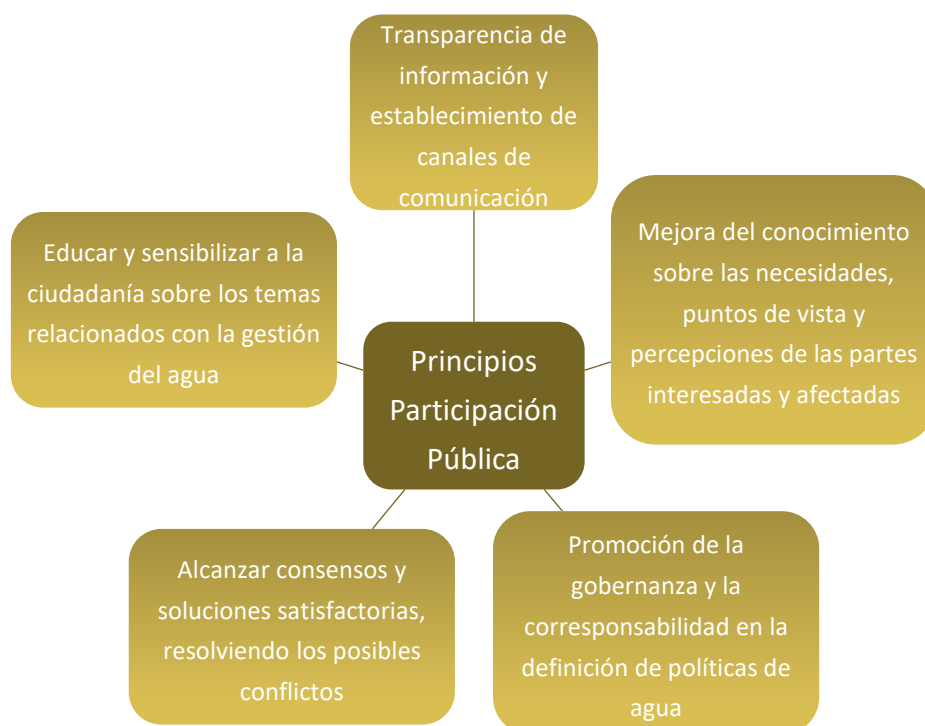 Transparencia de
información y
establecimiento de
canales de
comunicación
Mejora del conocimiento
sobre las necesidades,
puntos de vista y
percepciones de las partes
interesadas y afectadas
Educar y sensibilizar a la
ciudadanía sobre los temas
relacionados con la gestión
del agua
Principios
Participación
Pública
Alcanzar consensos y
soluciones satisfactorias,
resolviendo los posibles
conflictos
Promoción de la
gobernanza y la
corresponsabilidad en la
definición de políticas de
agua